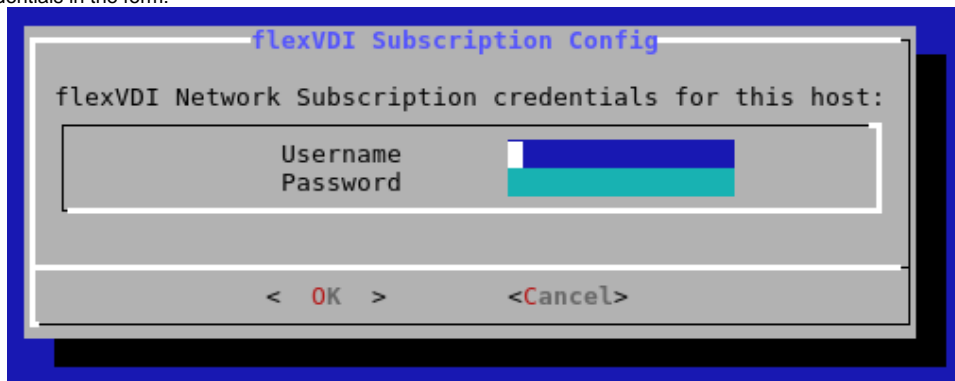 flexVDI Subscription Config
flexVDI Network Subscription credentials for this host:
Username
Password
< OK > <Cancel>